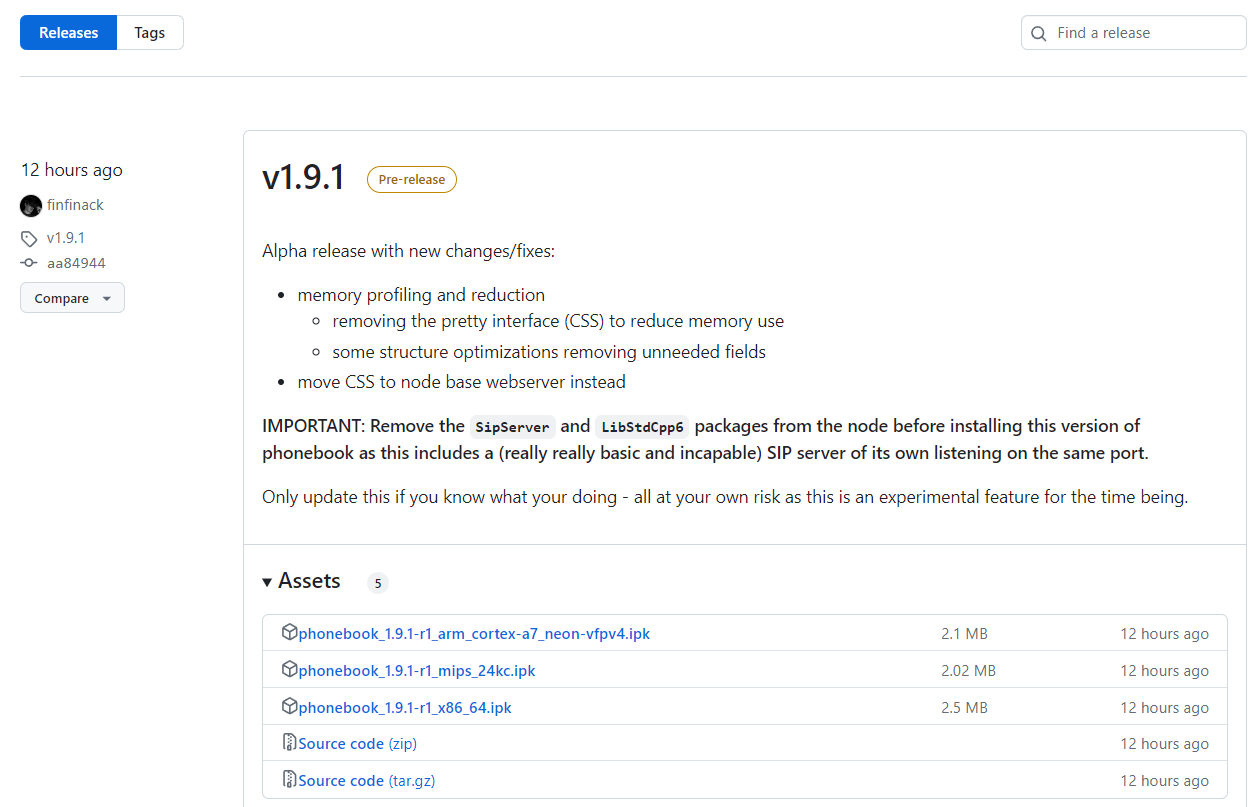 Releases
Tags
Find a release
12 hours ago
finfinack
v1.9.1
aa84944
Compare
v1.9.1 Pre-release
Alpha release with new changes/fixes:
memory profiling and reduction
removing the pretty interface (CSS) to reduce memory use
some structure optimizations removing unneeded fields
move CSS to node base webserver instead
IMPORTANT: Remove the SipServer and LibStdCpp6 packages from the node before installing this version of
phonebook as this includes a (really really basic and incapable) SIP server of its own listening on the same port.
Only update this if you know what your doing - all at your own risk as this is an experimental feature for the time being.
Assets 5
phonebook_1.9.1-r1_arm_cortex-a7_neon-vfpv4.ipk 2.1 MB 12 hours ago
phonebook_1.9.1-r1_mips_24kc.ipk 2.02 MB 12 hours ago
phonebook_1.9.1-r1_x86_64.ipk 2.5 MB 12 hours ago
Source code (zip) 12 hours ago
Source code (tar.gz) 12 hours ago